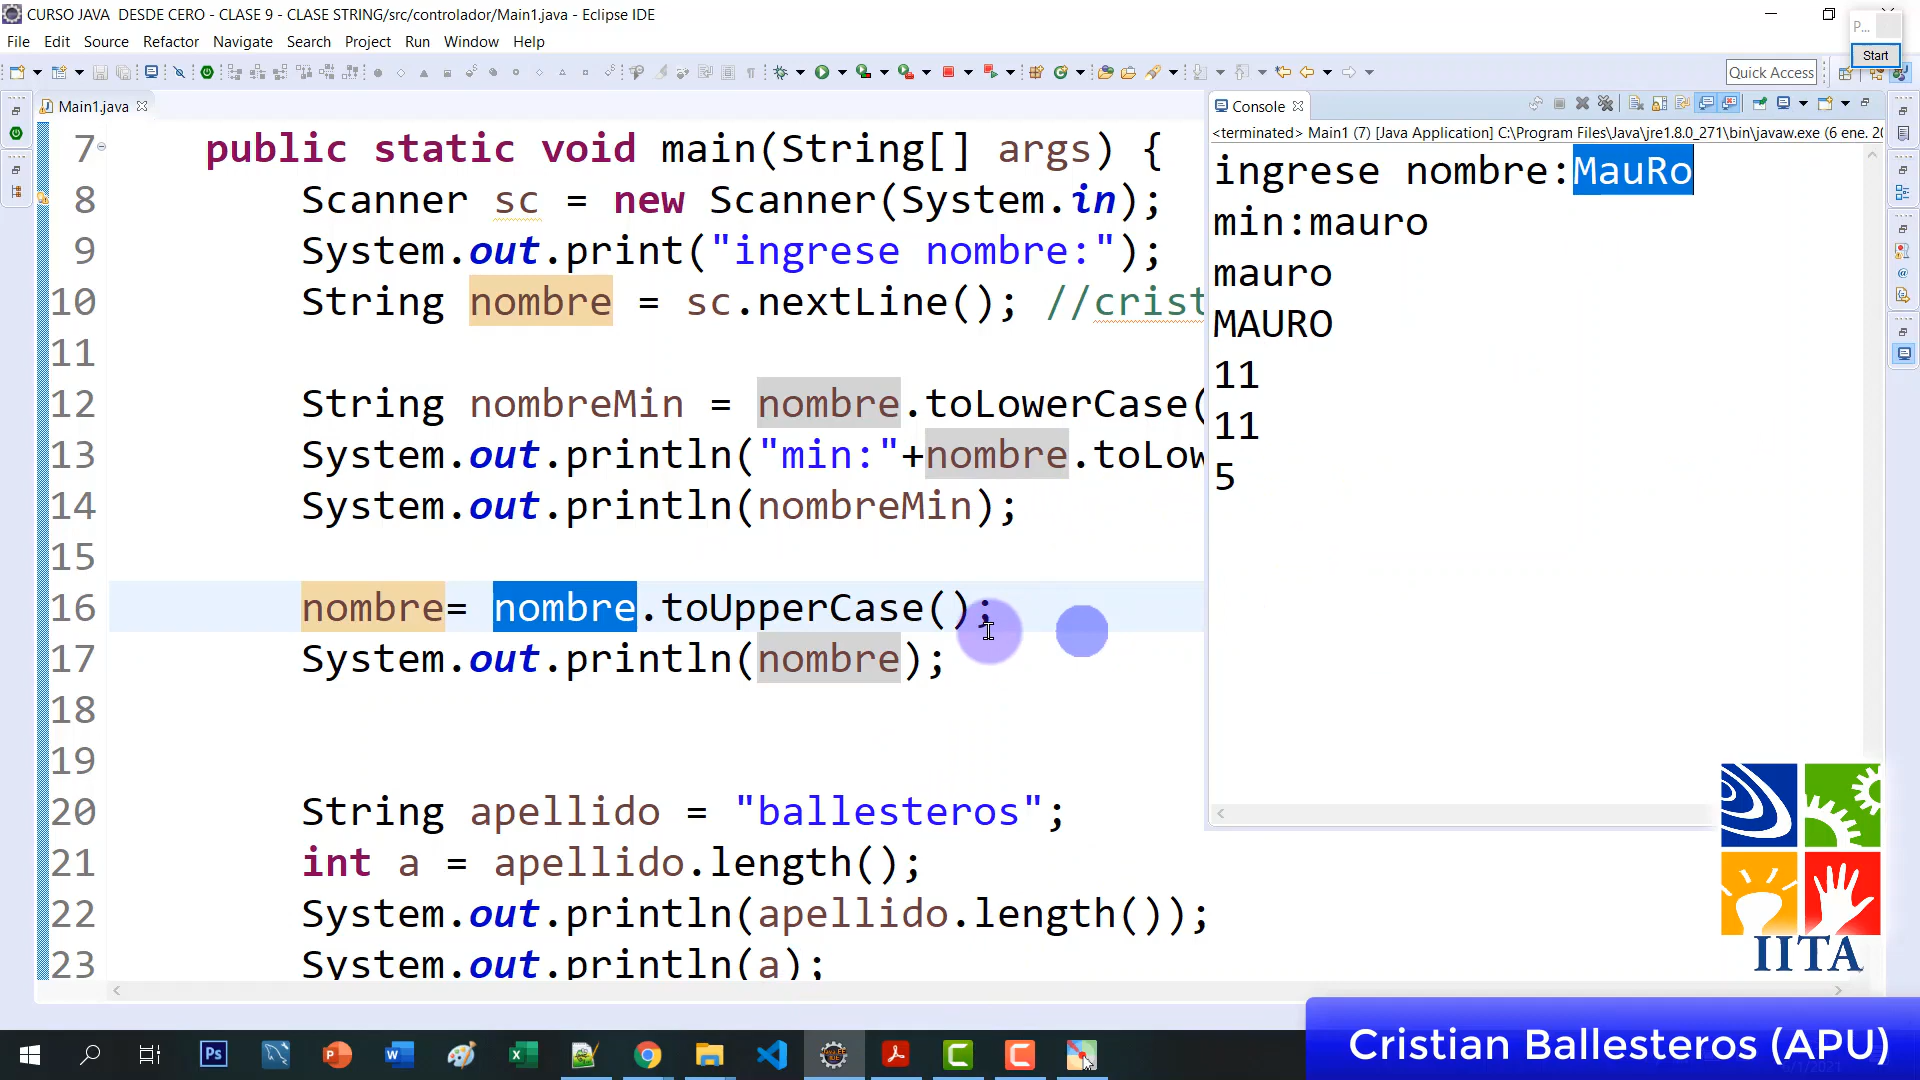 CURSO JAVA  DESDE CERO - CLASE 9 - CLASE STRING/src/controlador/Main1.java - Eclipse IDE
P...
Start
File Edit Source Refactor Navigate Search Project Run Window Help
Quick Access
Main1.java
7 public static void main(String[] args) {
8 Scanner sc = new Scanner(System.in);
9 System.out.print("ingrese nombre:");
10 String nombre = sc.nextLine(); //crist
11
12 String nombreMin = nombre.toLowerCase(
13 System.out.println("min:"+nombre.toLow
14 System.out.println(nombreMin);
15
16 nombre= nombre.toUpperCase();
17 System.out.println(nombre);
18
19
20 String apellido = "ballesteros";
21 int a = apellido.length();
22 System.out.println(apellido.length());
23 System.out.println(a);
Console
<terminated> Main1 (7) [Java Application] C:\Program Files\Java\jre1.8.0_271\bin\javaw.exe (6 ene. 20
ingrese nombre:MauRo
min:mauro
mauro
MAURO
11
11
5
IITA
Cristian Ballesteros (APU)